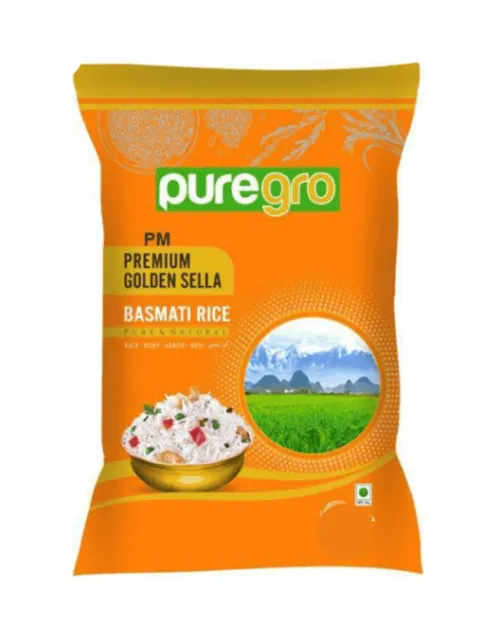 puregro
PM
PREMIUM
GOLDEN SELLA
BASMATI RICE
PURE & NATURAL